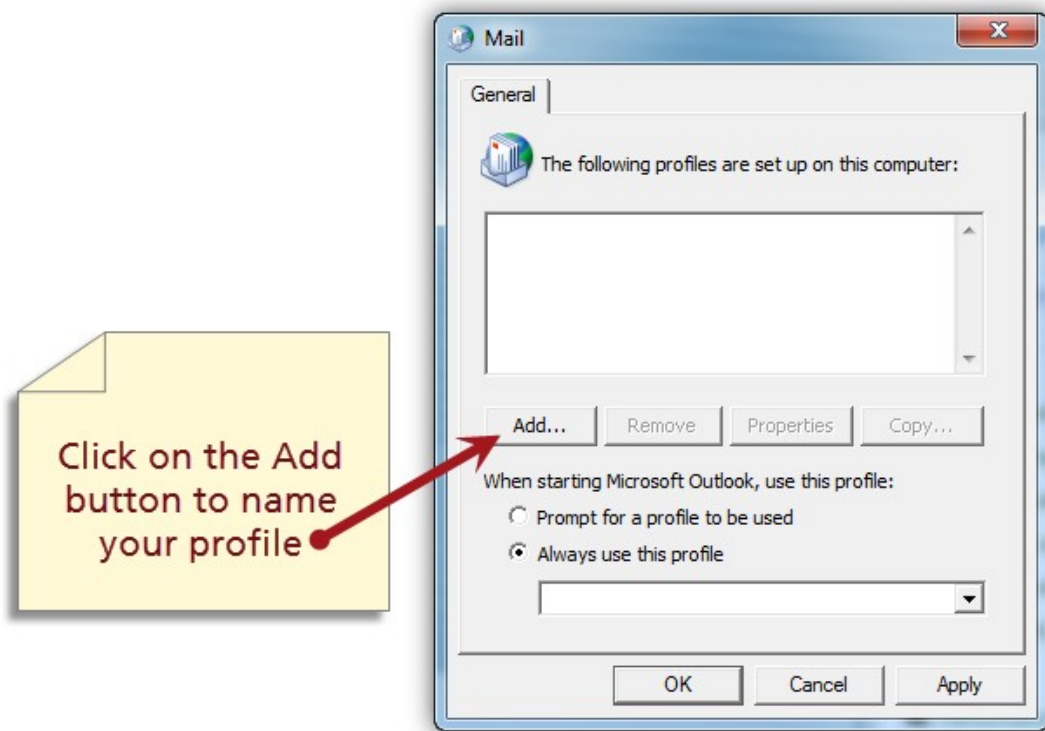 Mail
General
The following profiles are set up on this computer:
Add...
Remove
Properties
Copy...
Click on the Add
button to name
your profile
When starting Microsoft Outlook, use this profile:
Prompt for a profile to be used
Always use this profile
OK
Cancel
Apply